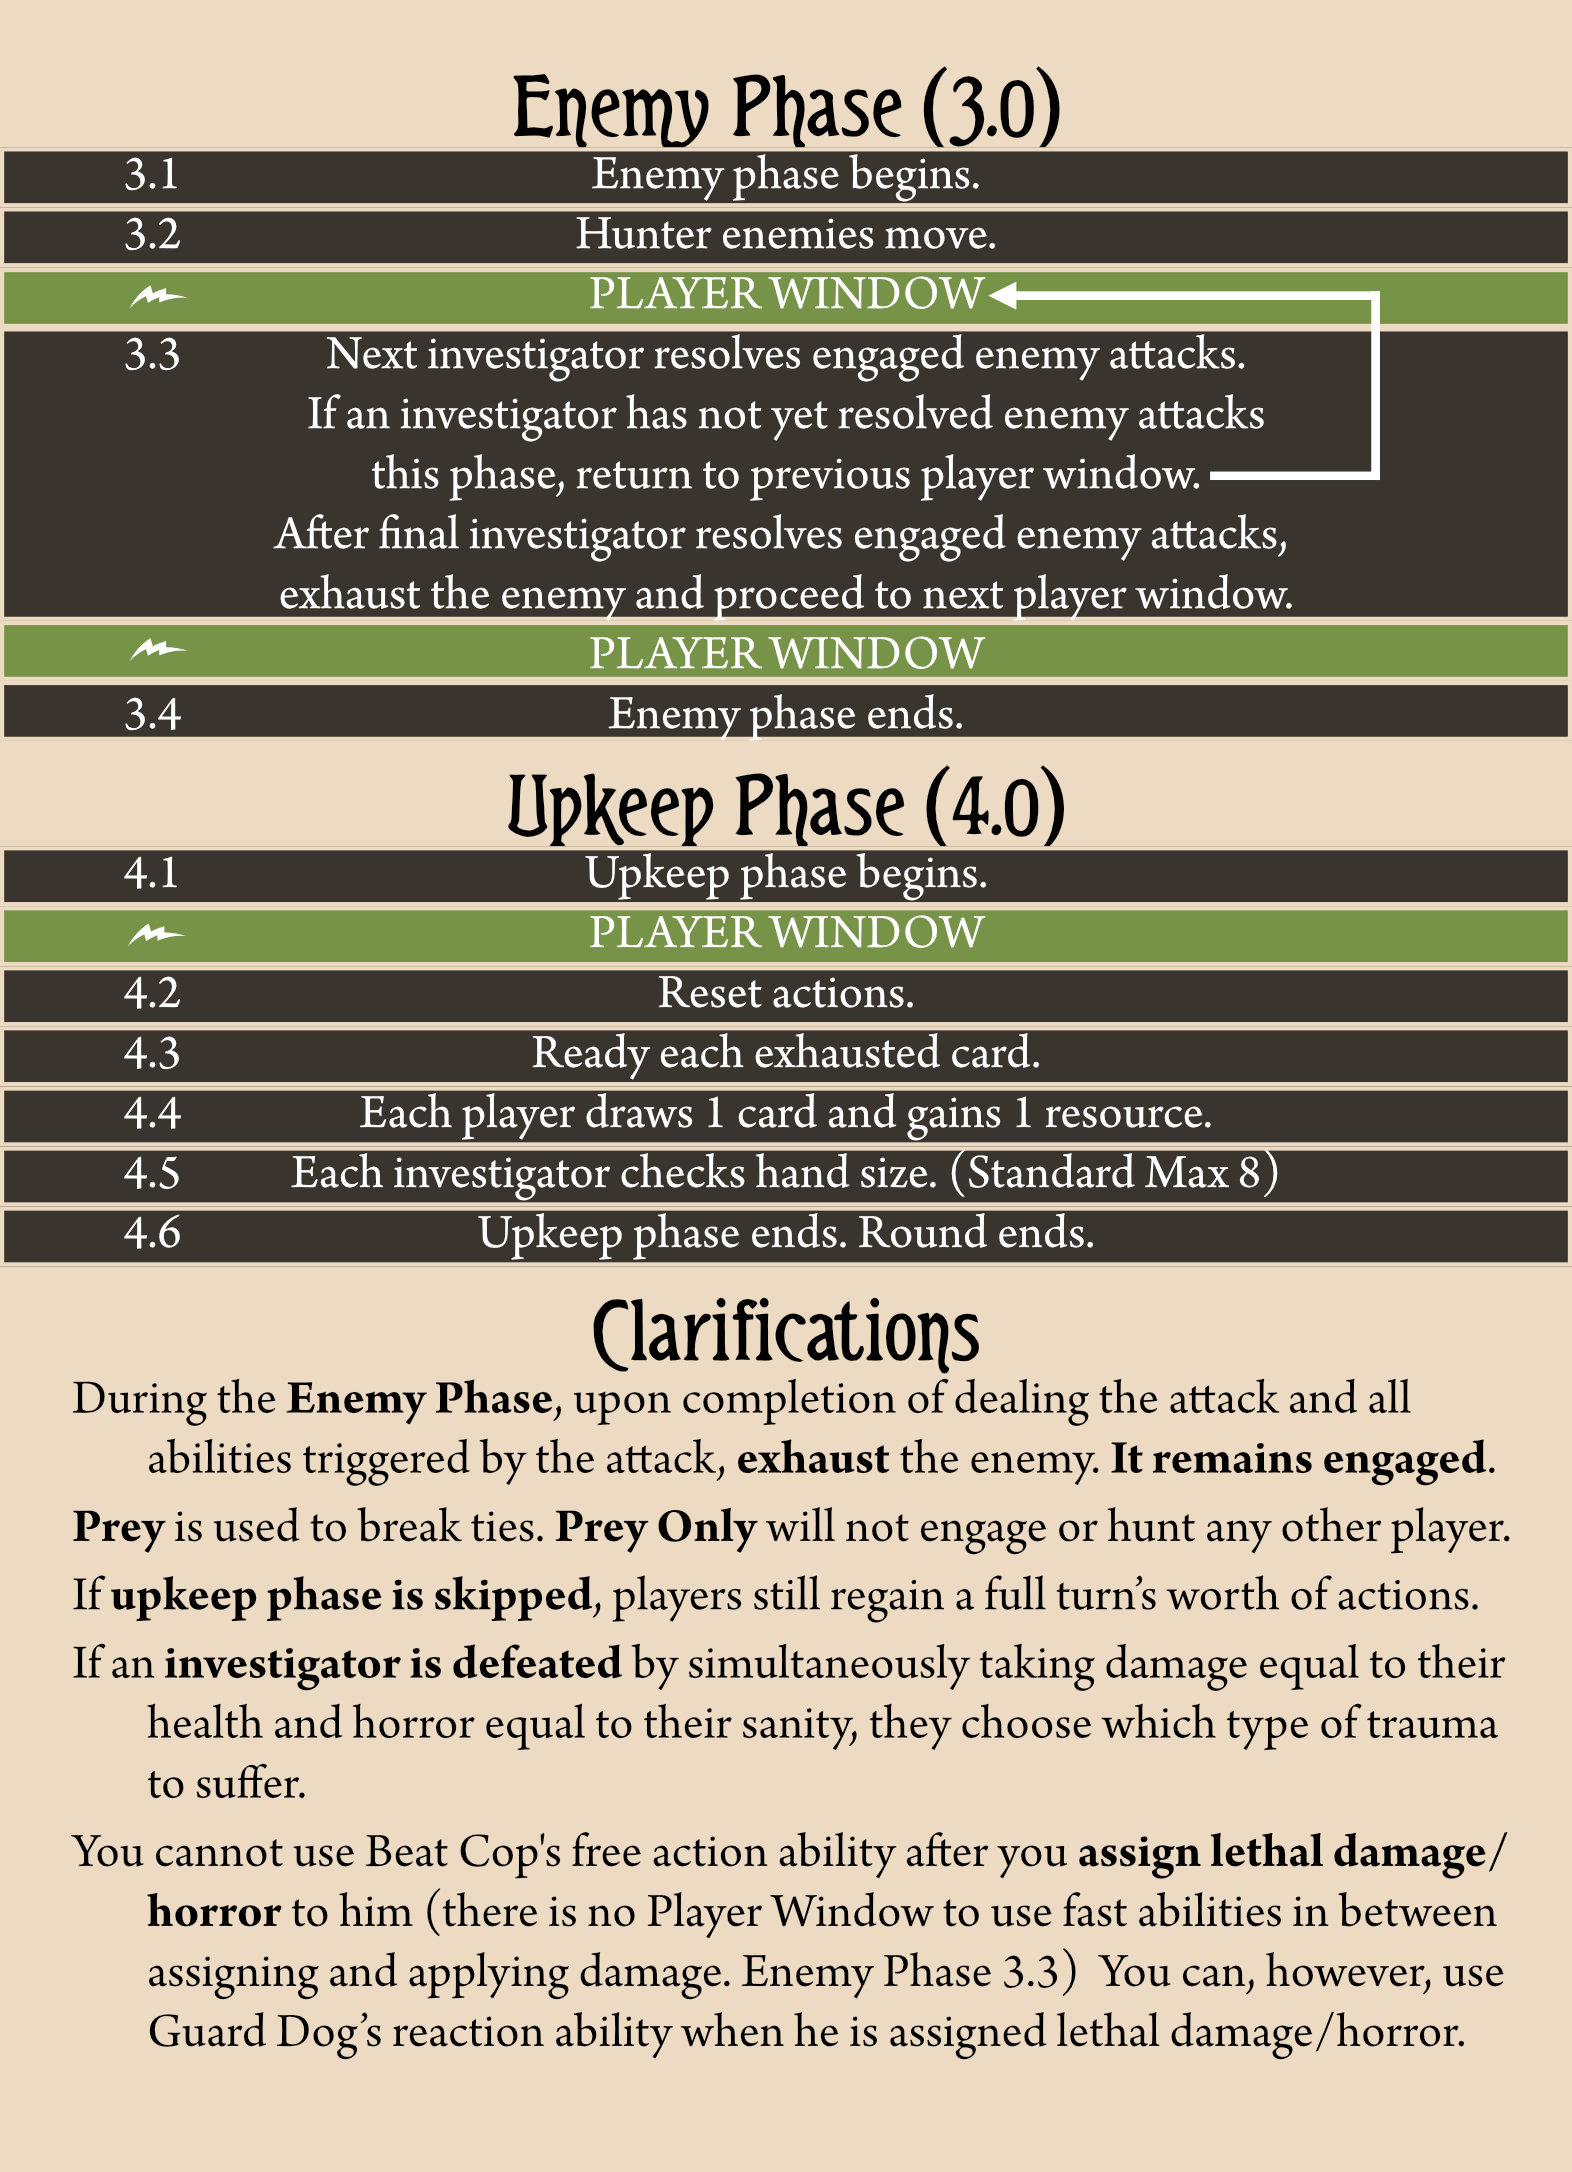 Enemy Phase (3.0)
3.1 Enemy phase begins.
3.2 Hunter enemies move.
PLAYER WINDOW
3.3 Next investigator resolves engaged enemy attacks.
If an investigator has not yet resolved enemy attacks
this phase, return to previous player window.
After final investigator resolves engaged enemy attacks,
exhaust the enemy and proceed to next player window.
PLAYER WINDOW
3.4 Enemy phase ends.
Upkeep Phase (4.0)
4.1 Upkeep phase begins.
PLAYER WINDOW
4.2 Reset actions.
4.3 Ready each exhausted card.
4.4 Each player draws 1 card and gains 1 resource.
4.5 Each investigator checks hand size. (Standard Max 8)
4.6 Upkeep phase ends. Round ends.
Clarifications
During the Enemy Phase, upon completion of dealing the attack and all
abilities triggered by the attack, exhaust the enemy. It remains engaged.
Prey is used to break ties. Prey Only will not engage or hunt any other player.
If upkeep phase is skipped, players still regain a full turn’s worth of actions.
If an investigator is defeated by simultaneously taking damage equal to their
health and horror equal to their sanity, they choose which type of trauma
to suffer.
You cannot use Beat Cop's free action ability after you assign lethal damage/
horror to him (there is no Player Window to use fast abilities in between
assigning and applying damage. Enemy Phase 3.3)  You can, however, use
Guard Dog’s reaction ability when he is assigned lethal damage/horror.